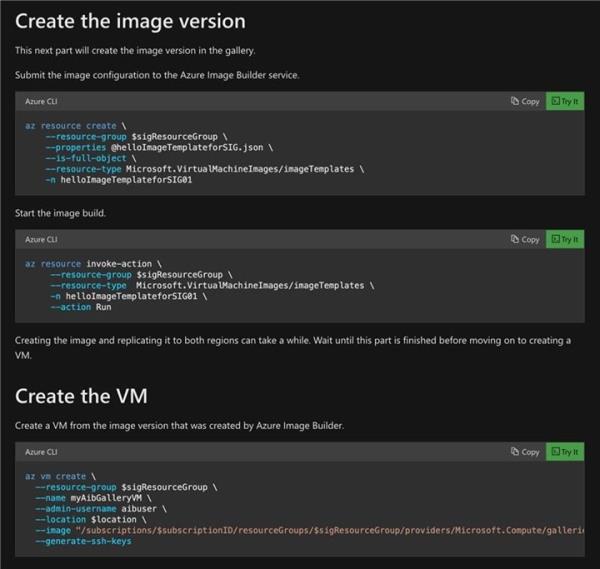 Create the image version
This next part will create the image version in the gallery.
Submit the image configuration to the Azure Image Builder service.
Azure CLI Copy Try It
az resource create \
--resource-group $sigResourceGroup \
--properties @helloImageTemplateforSIG.json \
--is-full-object \
--resource-type Microsoft.VirtualMachineImages/imageTemplates \
-n helloImageTemplateforSIG01
Start the image build.
Azure CLI Copy Try It
az resource invoke-action \
--resource-group $sigResourceGroup \
--resource-type Microsoft.VirtualMachineImages/imageTemplates \
-n helloImageTemplateforSIG01 \
--action Run
Creating the image and replicating it to both regions can take a while. Wait until this part is finished before moving on to creating a
VM.
Create the VM
Create a VM from the image version that was created by Azure Image Builder.
Azure CLI Copy Try It
az vm create \
--resource-group $sigResourceGroup \
--name myAibGalleryVM \
--admin-username aibuser \
--location $location \
--image "/subscriptions/$subscriptionID/resourceGroups/$sigResourceGroup/providers/Microsoft.Compute/gallerie
--generate-ssh-keys